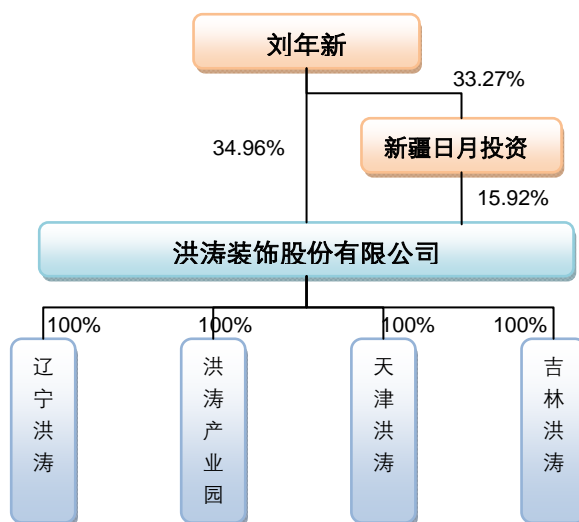 刘年新
33.27%
34.96%
新疆日月投资
15.92%
洪涛装饰股份有限公司
100%
100%
100%
100%
辽宁洪涛
洪涛产业园
天津洪涛
吉林洪涛